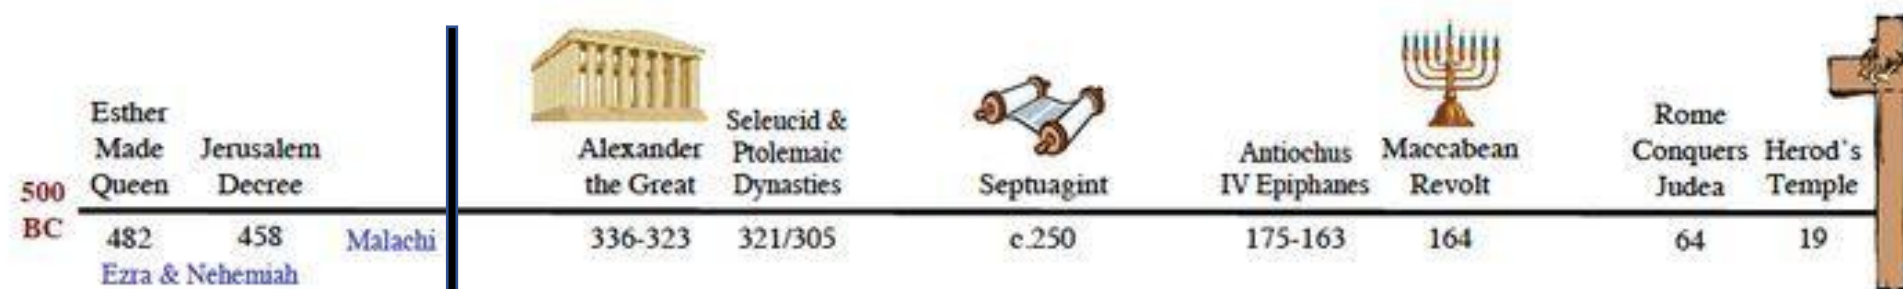 500
BC
Esther
Made
Queen
482
Jerusalem
Decree
458
Ezra & Nehemiah
Malachi
Alexander
the Great
336-323
Seleucid &
Ptolemaic
Dynasties
321/305
Septuagint
c.250
Antiochus
IV Epiphanes
175-163
Maccabean
Revolt
164
Rome
Conquers
Judea
64
Herod's
Temple
19